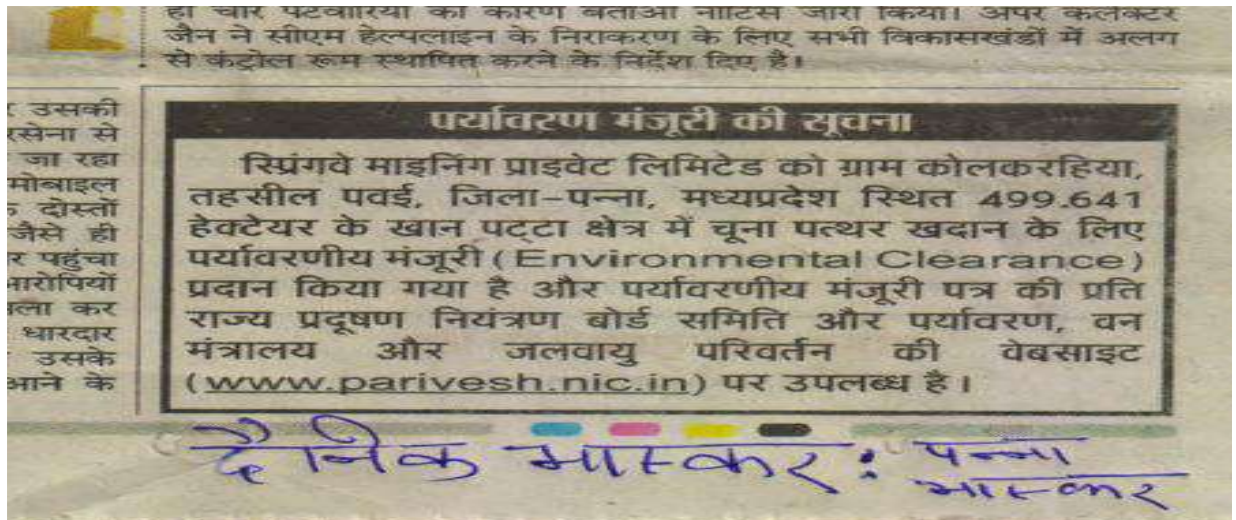 ही चार पटवारियों को कारण बताओ नोटिस जारी किया। अपर कलेक्टर
जैन ने सीएम हेल्पलाइन के निराकरण के लिए सभी विकासखंडों में अलग
से कंट्रोल रूम स्थापित करने के निर्देश दिए है।
उसकी
रसेना से
जा रहा
मोबाइल
दोस्तों
जैसे ही
र पहुंचा
आरोपियों
ला कर
धारदार
उसके
आने के
पर्यावरण मंजूरी की सूचना
स्प्रिंगवे माइनिंग प्राइवेट लिमिटेड को ग्राम कोलकरहिया,
तहसील पवई, जिला-पन्ना, मध्यप्रदेश स्थित 499.641
हेक्टेयर के खान पट्टा क्षेत्र में चूना पत्थर खदान के लिए
पर्यावरणीय मंजूरी (Environmental Clearance)
प्रदान किया गया है और पर्यावरणीय मंजूरी पत्र की प्रति
राज्य प्रदूषण नियंत्रण बोर्ड समिति और पर्यावरण, वन
मंत्रालय और जलवायु परिवर्तन की वेबसाइट
(www.parivesh.nic.in) पर उपलब्ध है।
दैनिक भास्कर : पन्ना
भास्कर